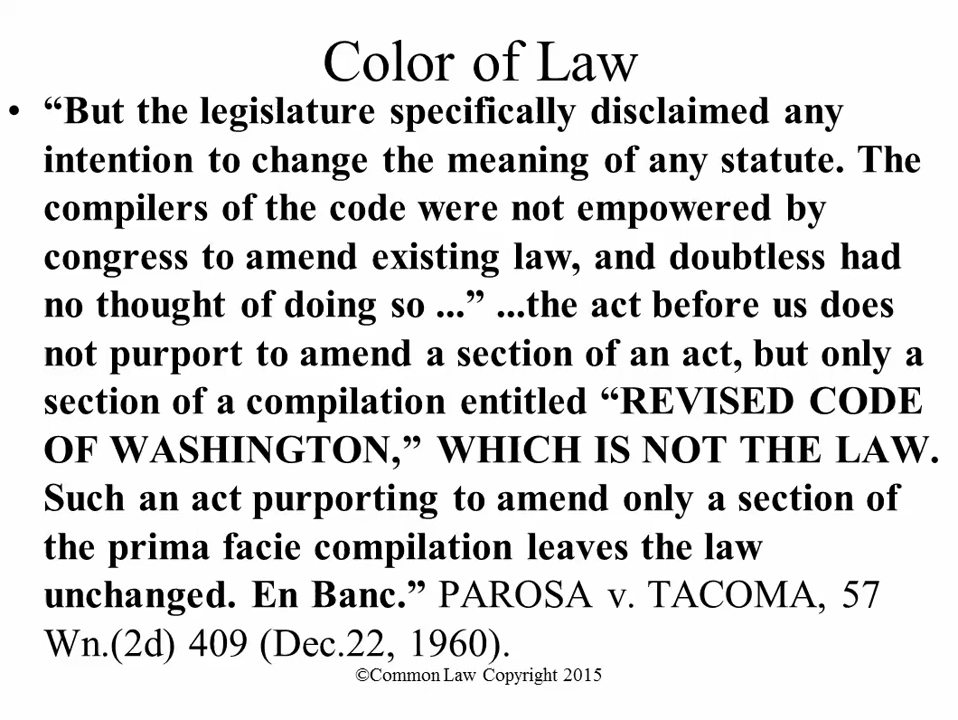 Color of Law
• “But the legislature specifically disclaimed any
intention to change the meaning of any statute. The
compilers of the code were not empowered by
congress to amend existing law, and doubtless had
no thought of doing so ...” ...the act before us does
not purport to amend a section of an act, but only a
section of a compilation entitled “REVISED CODE
OF WASHINGTON,” WHICH IS NOT THE LAW.
Such an act purporting to amend only a section of
the prima facie compilation leaves the law
unchanged. En Banc.” PAROSA v. TACOMA, 57
Wn.(2d) 409 (Dec.22, 1960).
©Common Law Copyright 2015